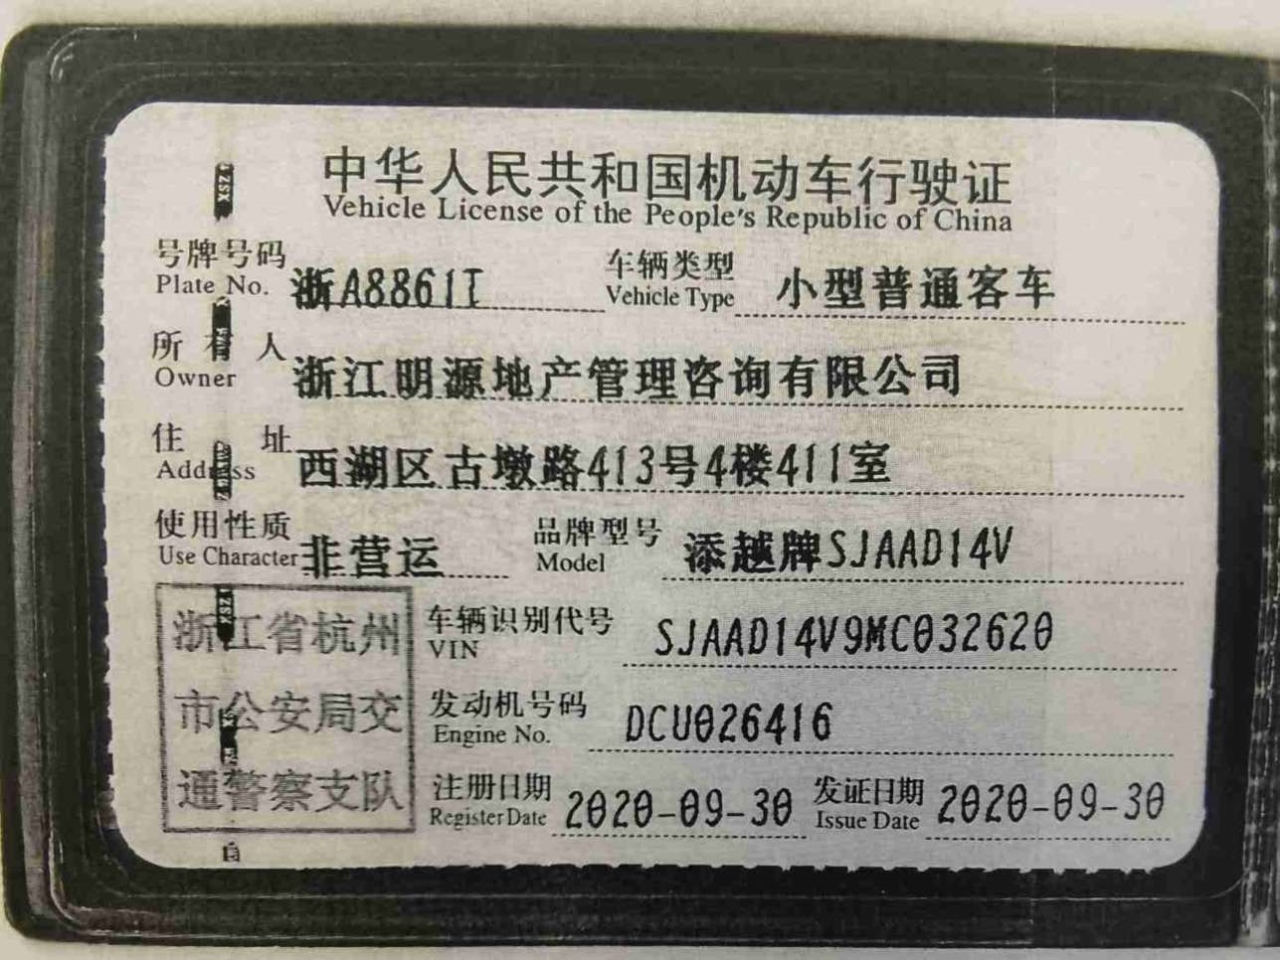 中华人民共和国机动车行驶证
Vehicle License of the People's Republic of China
号牌号码 浙A8861T 车辆类型 小型普通客车
Plate No. Vehicle Type
所有人 浙江明源地产管理咨询有限公司
Owner
住址 西湖区古墩路413号4楼411室
Address
使用性质 非营运 品牌型号 添越牌SJAAD14V
Use Character Model
浙江省杭州
市公安局交
通警察支队
车辆识别代号 SJAAD14V9MC032620
VIN
发动机号码 DCU026416
Engine No.
注册日期 2020-09-30 发证日期 2020-09-30
Register Date Issue Date